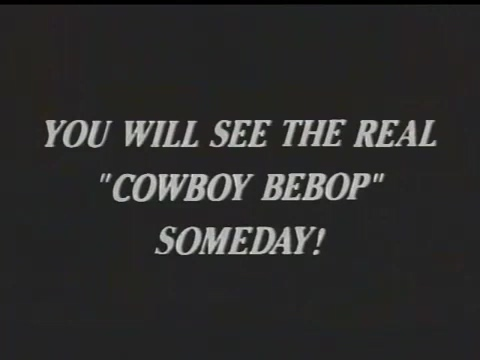 YOU WILL SEE THE REAL
"COWBOY BEBOP"
SOMEDAY!